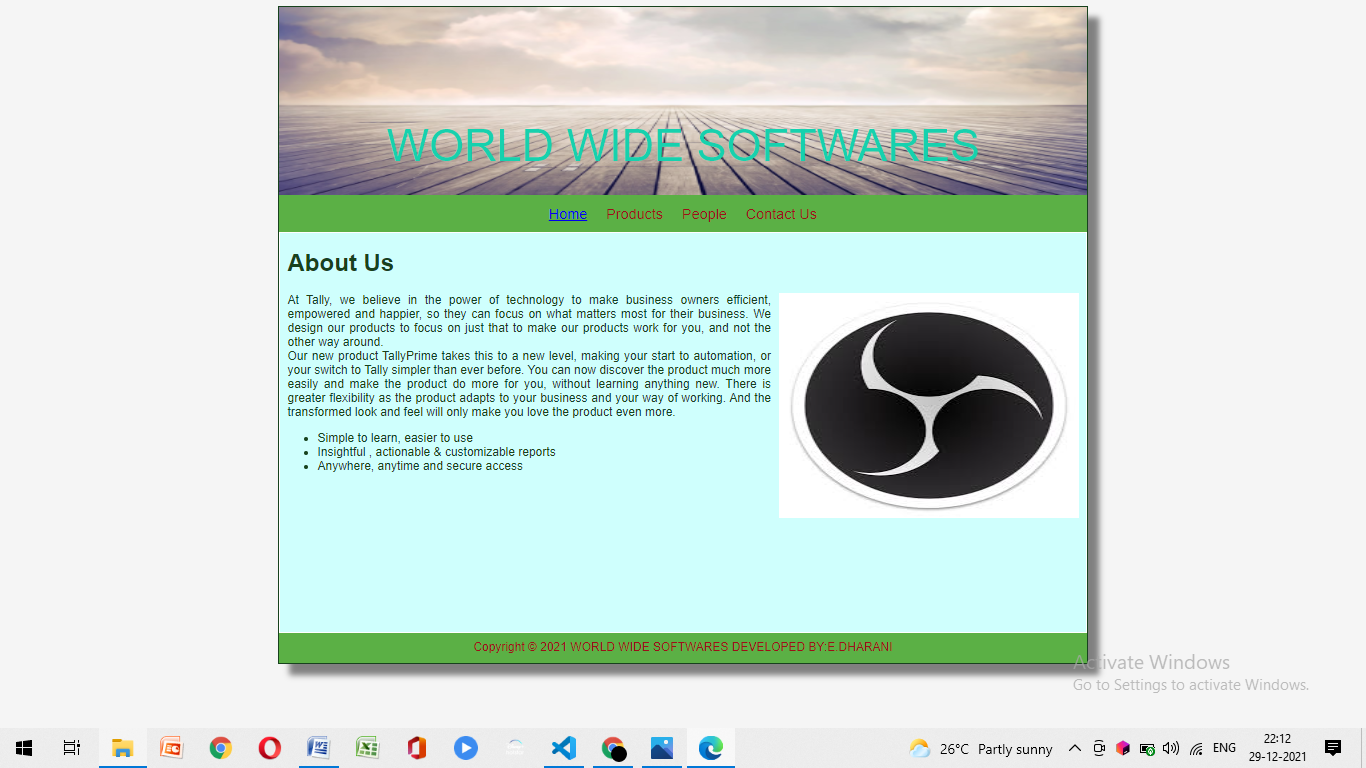 WORLD WIDE SOFTWARES
Home Products People Contact Us
About Us
At Tally, we believe in the power of technology to make business owners efficient,
empowered and happier, so they can focus on what matters most for their business. We
design our products to focus on just that to make our products work for you, and not the
other way around.
Our new product TallyPrime takes this to a new level, making your start to automation, or
your switch to Tally simpler than ever before. You can now discover the product much more
easily and make the product do more for you, without learning anything new. There is
greater flexibility as the product adapts to your business and your way of working. And the
transformed look and feel will only make you love the product even more.
• Simple to learn, easier to use
• Insightful , actionable & customizable reports
• Anywhere, anytime and secure access
Copyright © 2021 WORLD WIDE SOFTWARES DEVELOPED BY:E.DHARANI
Activate Windows
Go to Settings to activate Windows.
26°C Partly sunny
ENG
22:12
29-12-2021